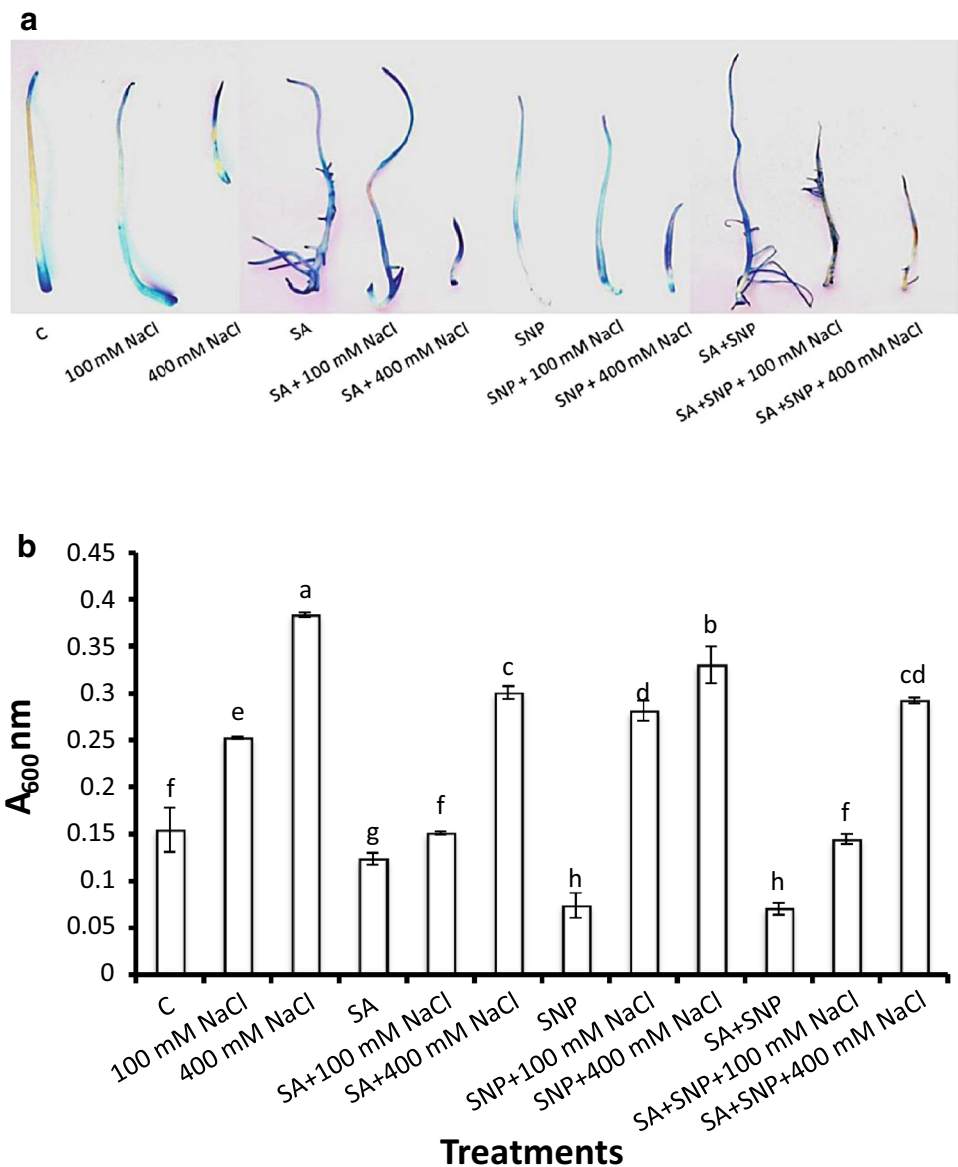 a
C
100 mM NaCl
400 mM NaCl
SA
SA + 100 mM NaCl
SA + 400 mM NaCl
SNP
SNP + 100 mM NaCl
SNP + 400 mM NaCl
SA+SNP
SA +SNP + 100 mM NaCl
SA +SNP + 400 mM NaCl
b
A600nm
0.45
0.4
0.35
0.3
0.25
0.2
0.15
0.1
0.05
0
f
e
a
g
f
c
h
d
b
h
f
cd
C
100 mM NaCl
400 mM NaCl
SA
SA+100 mM NaCl
SA+400 mM NaCl
SNP
SNP+100 mM NaCl
SNP+400 mM NaCl
SA+SNP
SA+SNP+100 mM NaCl
SA+SNP+400 mM NaCl
Treatments